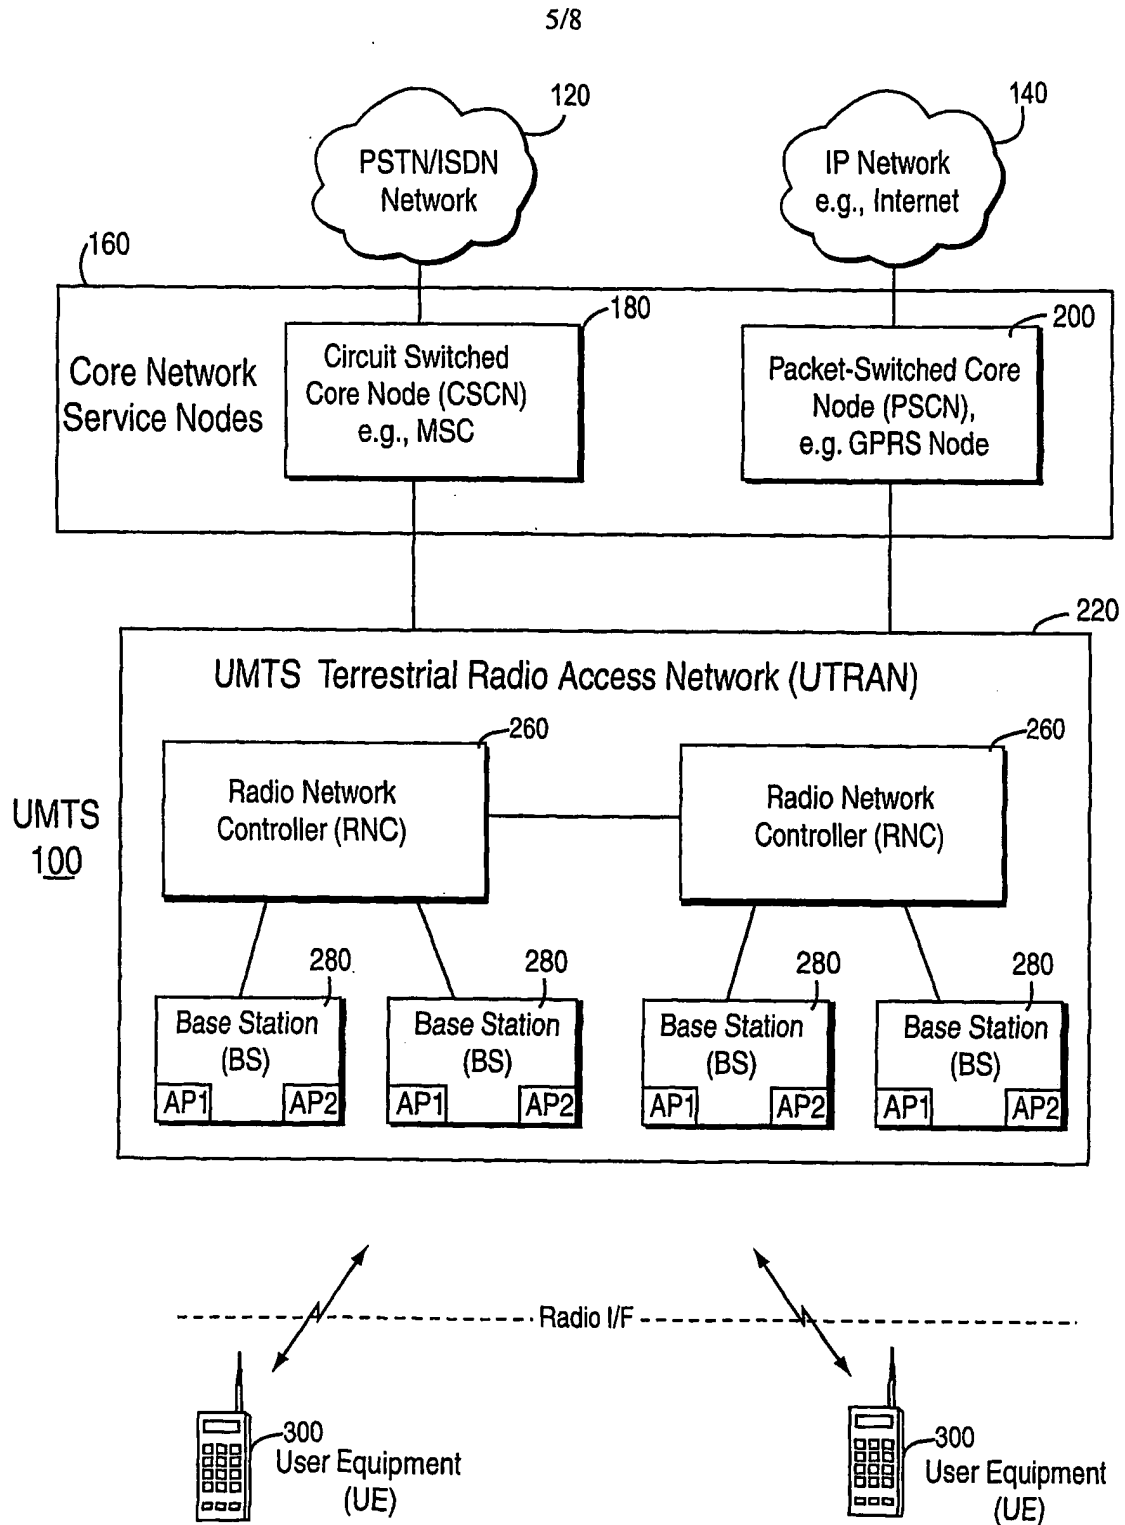 5/8
120
140
PSTN/ISDN
Network
IP Network
e.g., Internet
160
180
200
Core Network
Service Nodes
Circuit Switched
Core Node (CSCN)
e.g., MSC
Packet-Switched Core
Node (PSCN),
e.g. GPRS Node
220
UMTS Terrestrial Radio Access Network (UTRAN)
260
260
UMTS
100
Radio Network
Controller (RNC)
Radio Network
Controller (RNC)
280
280
280
280
Base Station
(BS)
AP1
AP2
Base Station
(BS)
AP1
AP2
Base Station
(BS)
AP1
AP2
Base Station
(BS)
AP1
AP2
Radio I/F
300
User Equipment
(UE)
300
User Equipment
(UE)